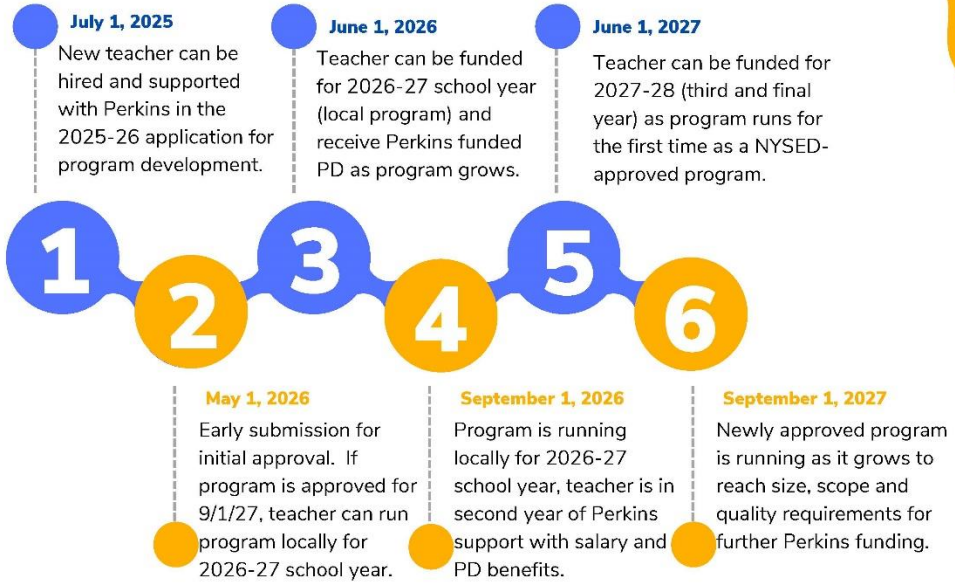 July 1, 2025
New teacher can be
hired and supported
with Perkins in the
2025-26 application for
program development.
June 1, 2026
Teacher can be funded
for 2026-27 school year
(local program) and
receive Perkins funded
PD as program grows.
June 1, 2027
Teacher can be funded for
2027-28 (third and final
year) as program runs for
the first time as a NYSED-
approved program.
1
2
3
4
5
6
May 1, 2026
Early submission for
initial approval. If
program is approved for
9/1/27, teacher can run
program locally for
2026-27 school year.
September 1, 2026
Program is running
locally for 2026-27
school year, teacher is in
second year of Perkins
support with salary and
PD benefits.
September 1, 2027
Newly approved program
is running as it grows to
reach size, scope and
quality requirements for
further Perkins funding.